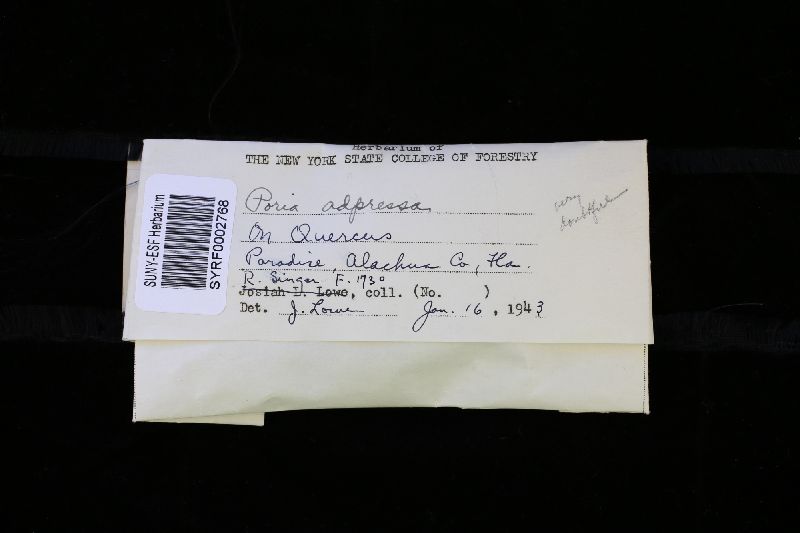 Herbarium of
THE NEW YORK STATE COLLEGE OF FORESTRY
Poria adpressa
very doubtful
On Quercus
Paradise, Alachua Co, Fla.
R. Singer F. 1730
Josiah L. Lowe, coll. (No. )
Det. J. Lowe Jan. 16, 1943
SUNY-ESF Herbarium
SYRF0002768